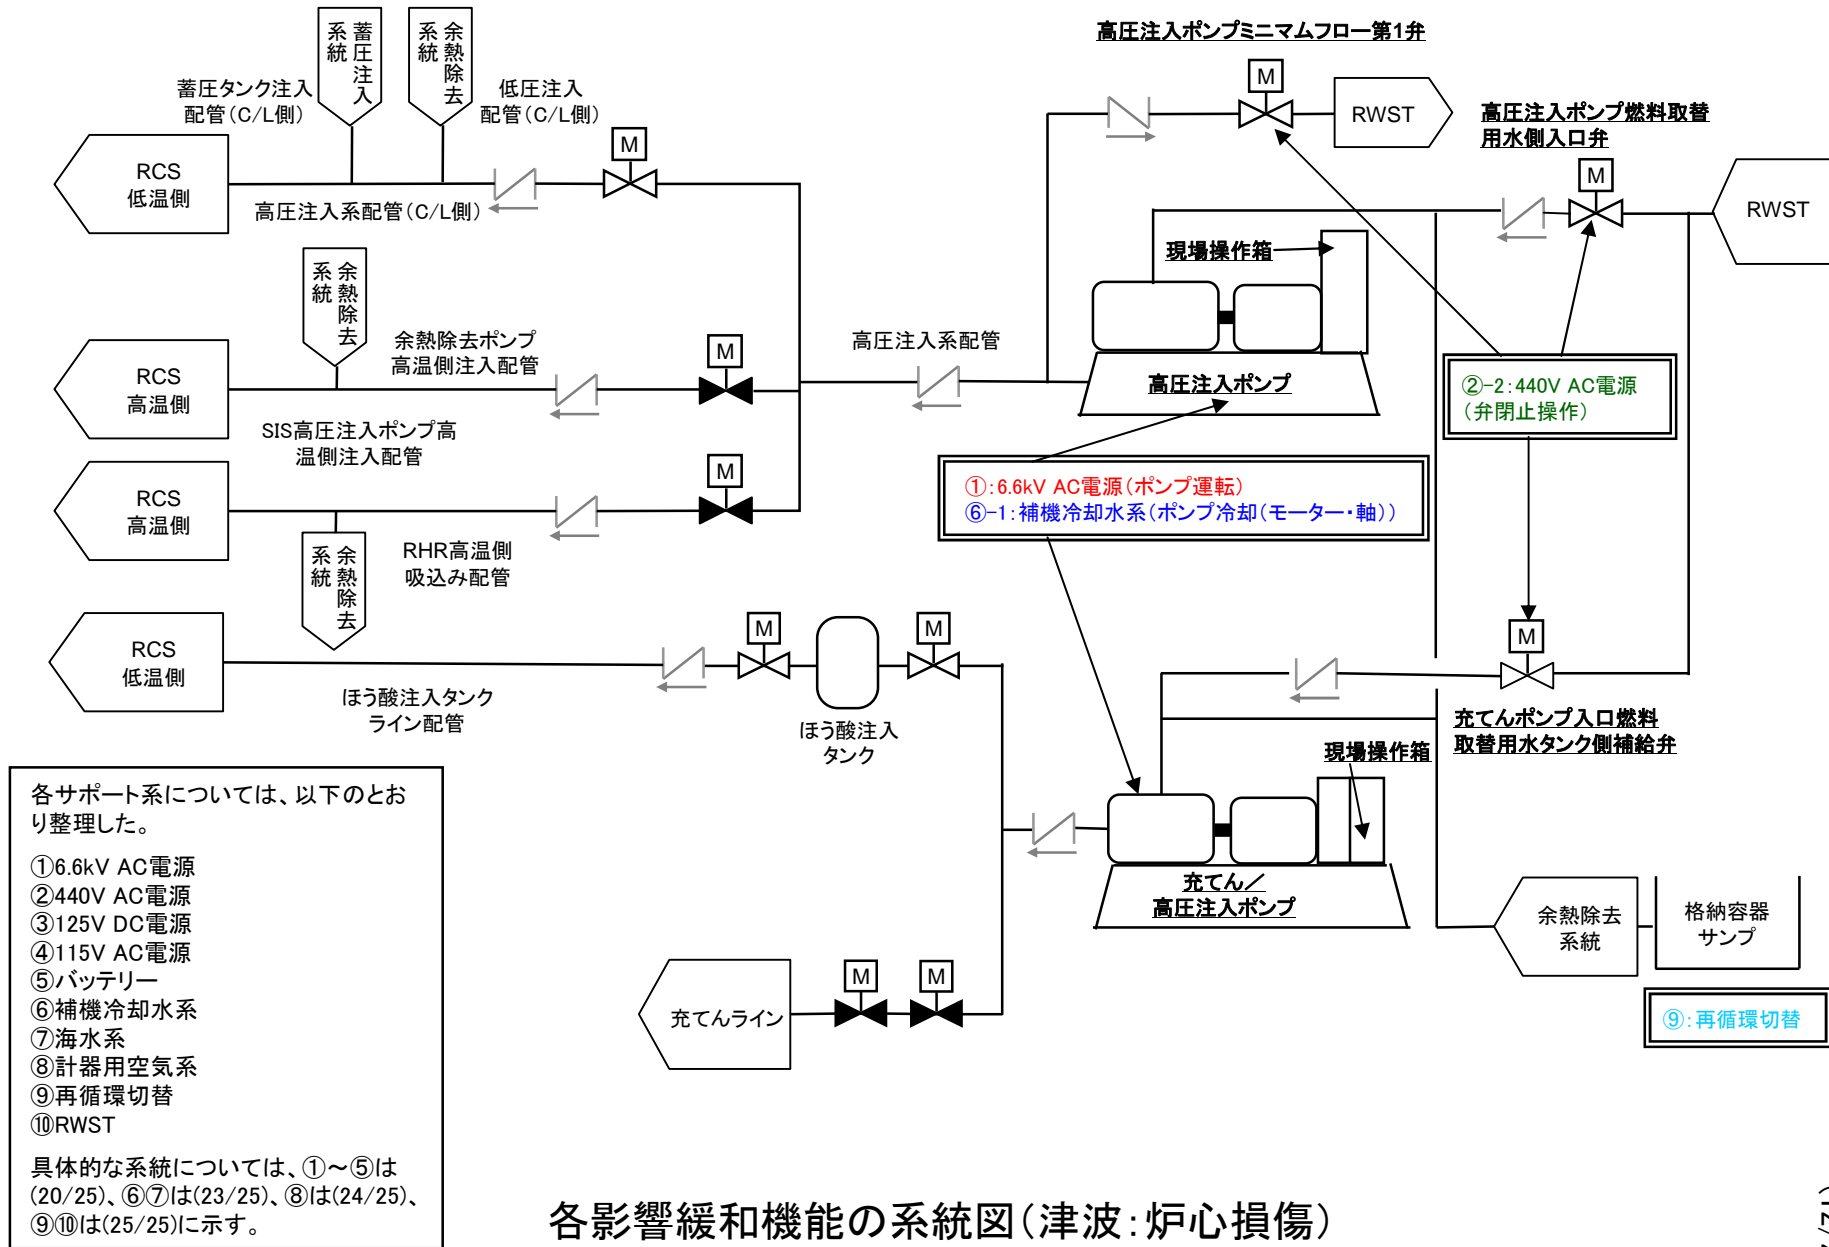 高圧注入ポンプミニマムフロー第1弁
蓄圧注入
系統
余熱除去
系統
蓄圧タンク注入
配管(C/L側)
低圧注入
配管(C/L側)
M
M
RWST
高圧注入ポンプ燃料取替
用水側入口弁
M
RCS
低温側
高圧注入系配管(C/L側)
RWST
現場操作箱
余熱除去
系統
余熱除去ポンプ
高温側注入配管
M
高圧注入系配管
RCS
高温側
高圧注入ポンプ
②-2:440V AC電源
(弁閉止操作)
SIS高圧注入ポンプ高
温側注入配管
M
RCS
高温側
①:6.6kV AC電源(ポンプ運転)
⑥-1:補機冷却水系(ポンプ冷却(モーター・軸))
余熱除去
系統
RHR高温側
吸込み配管
M
M
M
RCS
低温側
ほう酸注入タンク
ライン配管
ほう酸注入
タンク
充てんポンプ入口燃料
取替用水タンク側補給弁
現場操作箱
充てん/
高圧注入ポンプ
余熱除去
系統
格納容器
サンプ
M
M
充てんライン
⑨:再循環切替
各サポート系については、以下のとお
り整理した。
①6.6kV AC電源
②440V AC電源
③125V DC電源
④115V AC電源
⑤バッテリー
⑥補機冷却水系
⑦海水系
⑧計器用空気系
⑨再循環切替
⑩RWST
具体的な系統については、①~⑤は
(20/25)、⑥⑦は(23/25)、⑧は(24/25)、
⑨⑩は(25/25)に示す。
各影響緩和機能の系統図(津波:炉心損傷)